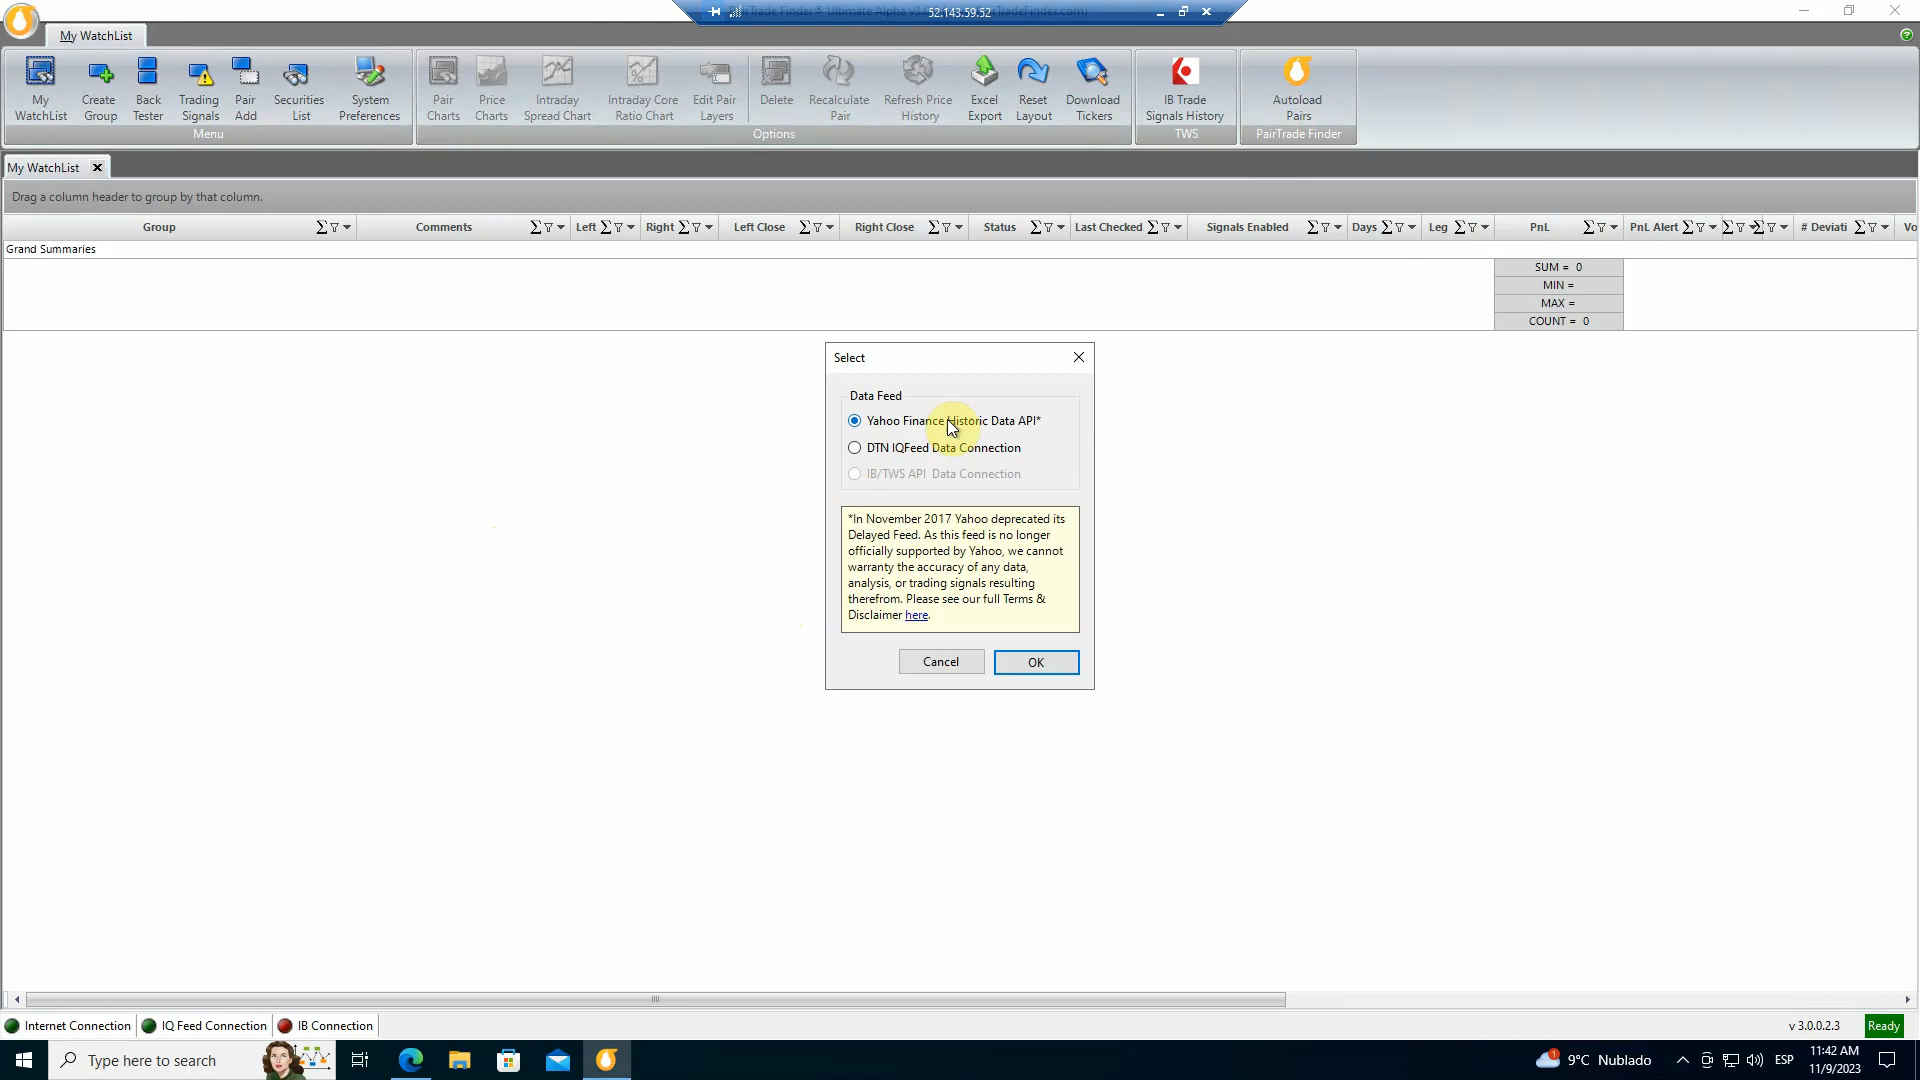 PairTrade Finder® Ultimate Alpha v3. 52.143.59.52 TradeFinder.com)
My WatchList
My WatchList
Create Group
Back Tester
Trading Signals
Pair Add
Securities List
System Preferences
Pair Charts
Price Charts
Intraday Spread Chart
Intraday Core Ratio Chart
Edit Pair Layers
Delete
Recalculate Pair
Refresh Price History
Excel Export
Reset Layout
Download Tickers
IB Trade Signals History
Autoload Pairs
Menu
Options
TWS
PairTrade Finder
My WatchList
Drag a column header to group by that column.
Group Comments Left Right Left Close Right Close Status Last Checked Signals Enabled Days Leg PnL PnL Alert # Deviati Vo
Grand Summaries
SUM = 0
MIN =
MAX =
COUNT = 0
Select
Data Feed
Yahoo Finance Historic Data API*
DTN IQFeed Data Connection
IB/TWS API Data Connection
*In November 2017 Yahoo deprecated its
Delayed Feed. As this feed is no longer
officially supported by Yahoo, we cannot
warranty the accuracy of any data,
analysis, or trading signals resulting
therefrom. Please see our full Terms &
Disclaimer here.
Cancel OK
Internet Connection IQ Feed Connection IB Connection v 3.0.0.2.3 Ready
Type here to search 9°C Nublado ESP 11:42 AM
11/9/2023